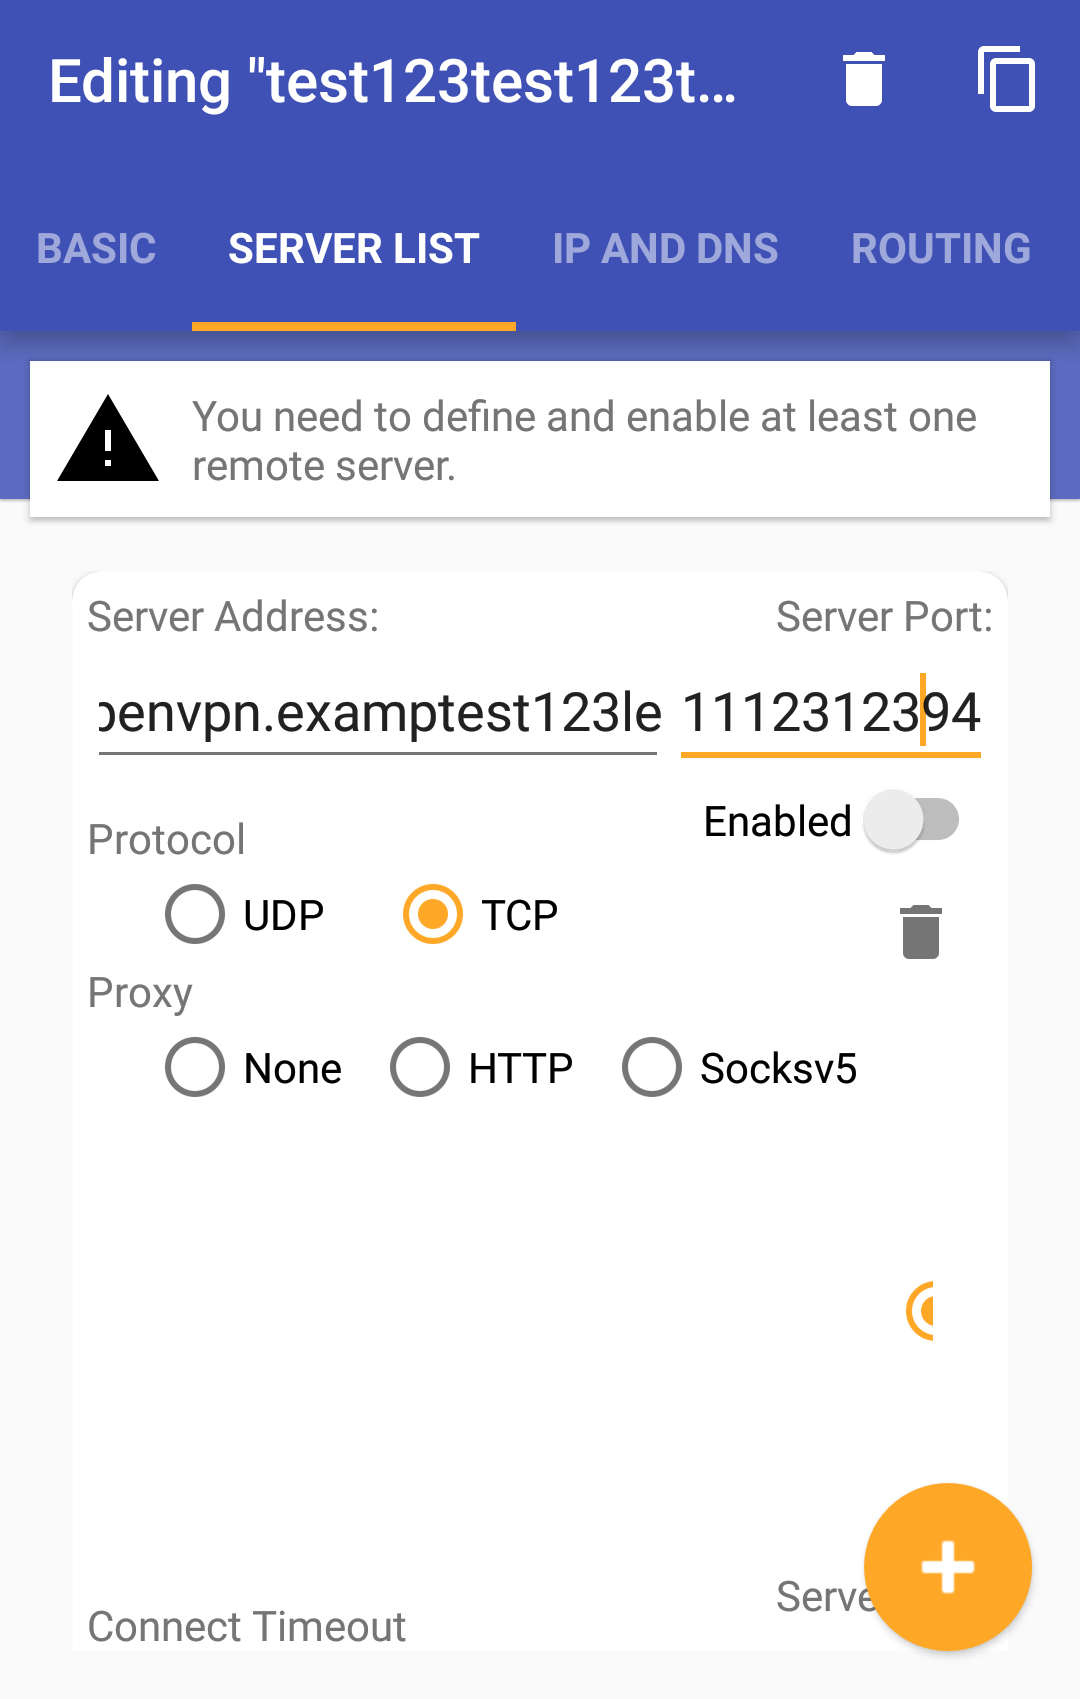 Editing "test123test123t...
BASIC SERVER LIST IP AND DNS ROUTING
You need to define and enable at least one
remote server.
Server Address: Server Port:
penvpn.examptest123le 1112312394
Enabled
Protocol
UDP TCP
Proxy
None HTTP Socksv5
Serve
Connect Timeout